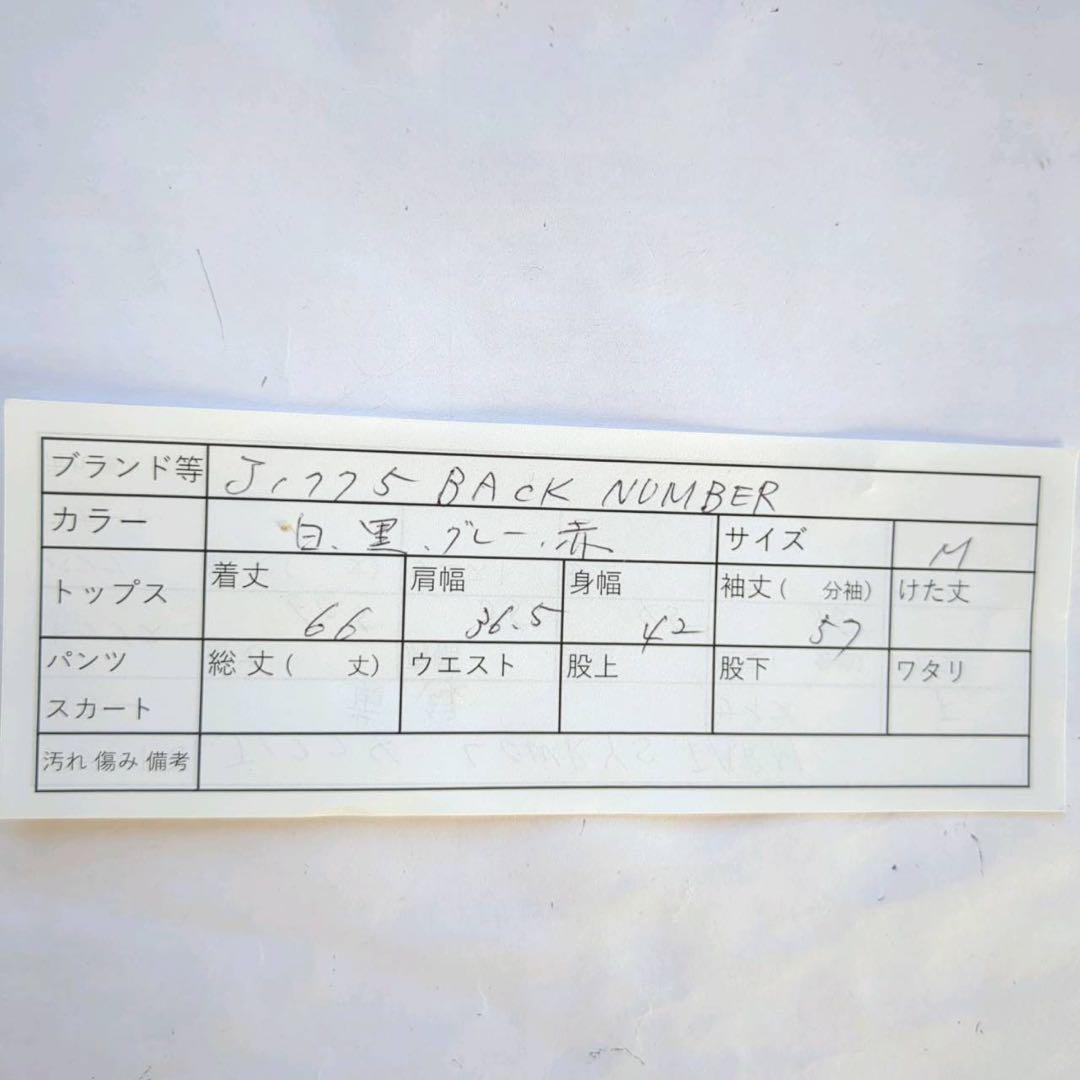 ブランド等 BACK NUMBER
カラー 白、黒、グレー、赤 サイズ M
トップス 着丈 66 肩幅 36.5 身幅 42 袖丈( 分袖) 57 けた丈
パンツ スカート 総丈( 丈) ウエスト 股上 股下 ワタリ
汚れ 傷み 備考